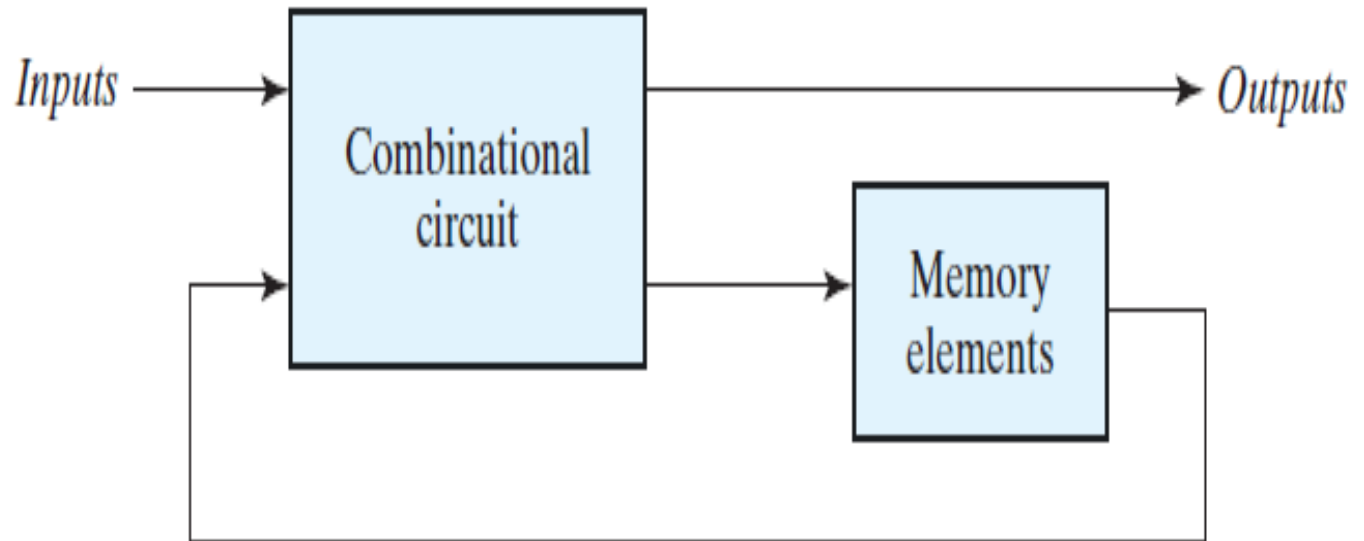 Inputs
Outputs
Combinational
circuit
Memory
elements